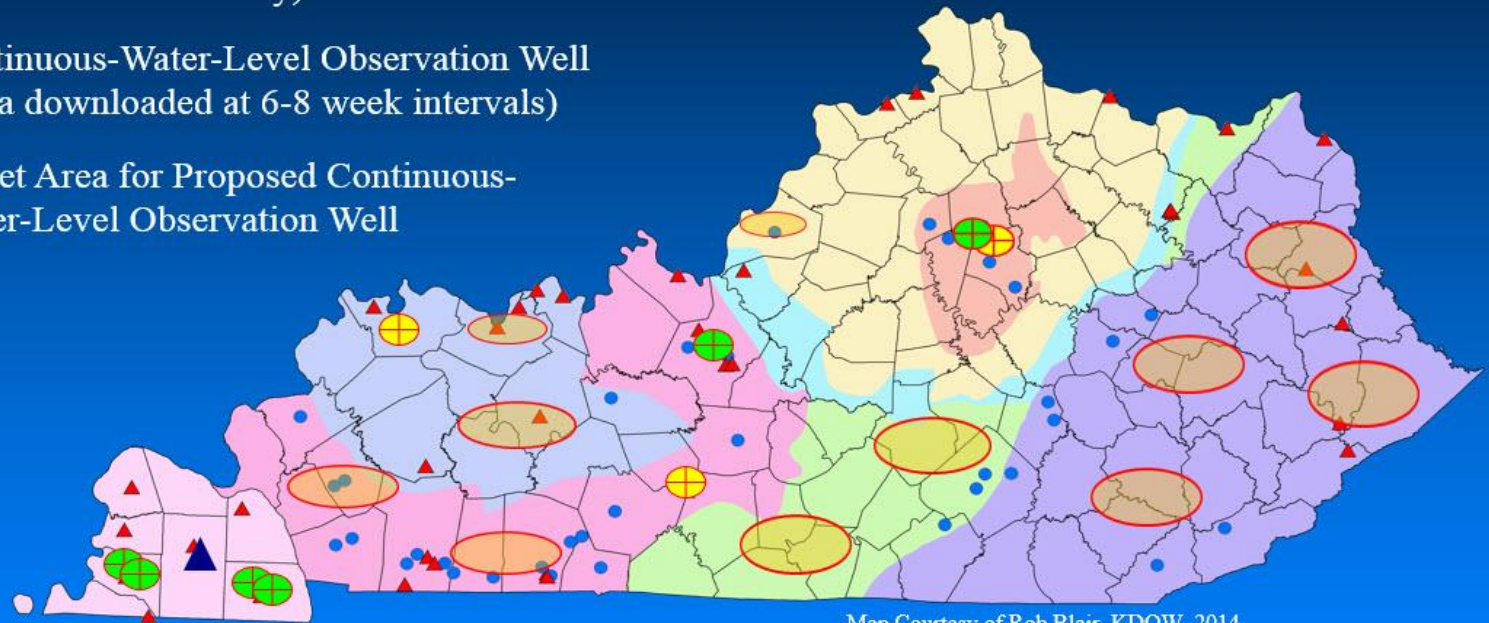 tinuous-Water-Level Observation Well
a downloaded at 6-8 week intervals)
et Area for Proposed Continuous-
er-Level Observation Well
Map Courtesy of Rob Blair, KDOW, 2014